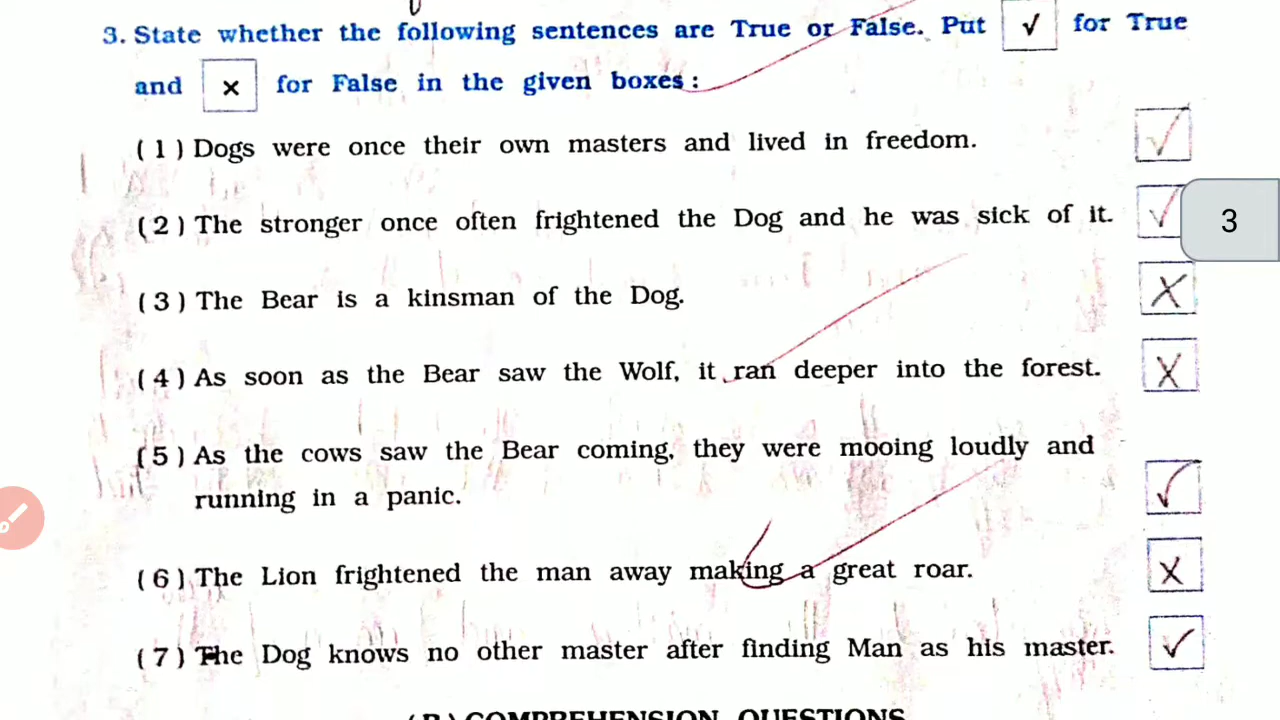 3. State whether the following sentences are True or False. Put ✓ for True
and × for False in the given boxes:
(1) Dogs were once their own masters and lived in freedom. ✓
(2) The stronger once often frightened the Dog and he was sick of it. ✓
3
(3) The Bear is a kinsman of the Dog. X
(4) As soon as the Bear saw the Wolf, it ran deeper into the forest. X
(5) As the cows saw the Bear coming, they were mooing loudly and
running in a panic. ✓
(6) The Lion frightened the man away making a great roar. X
(7) The Dog knows no other master after finding Man as his master. ✓
(B) COMPREHENSION QUESTIONS